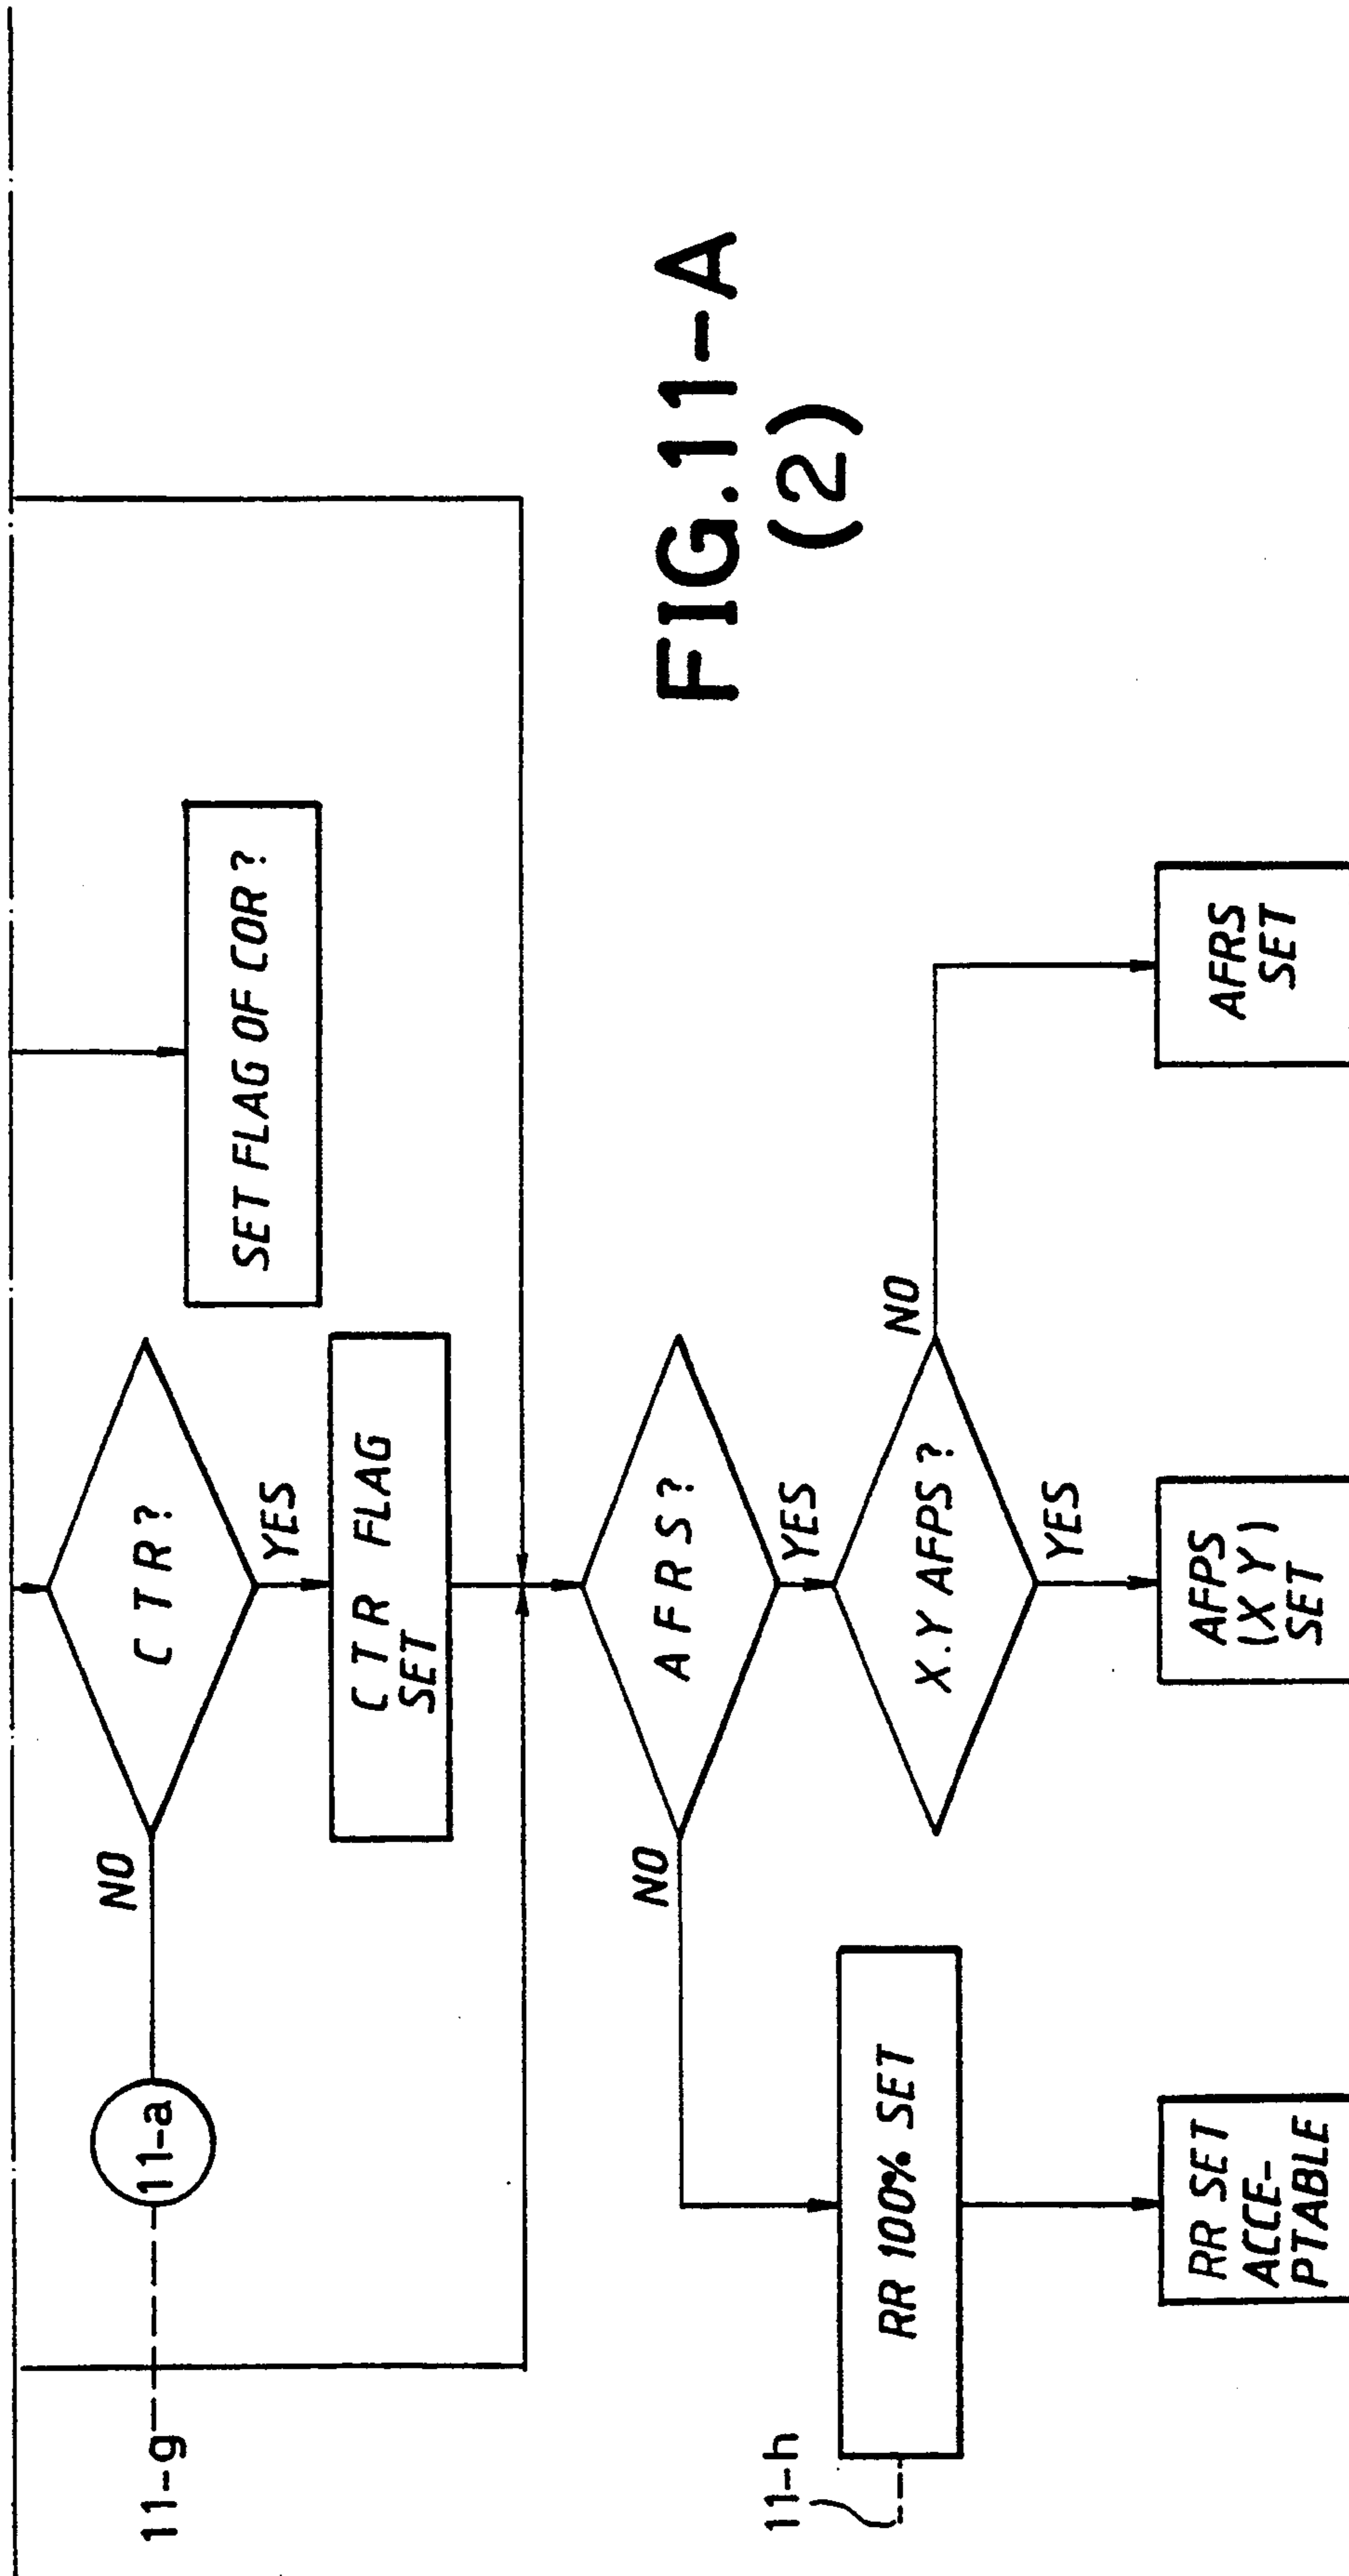 11-g
11-a
NO
C T R ?
YES
C T R FLAG
SET
SET FLAG OF COR ?
FIG.11-A
(2)
A F R S ?
NO
YES
11-h
RR 100% SET
X.Y AFPS ?
NO
YES
RR SET
ACCE-
PTABLE
AFPS
(X Y)
SET
AFRS
SET